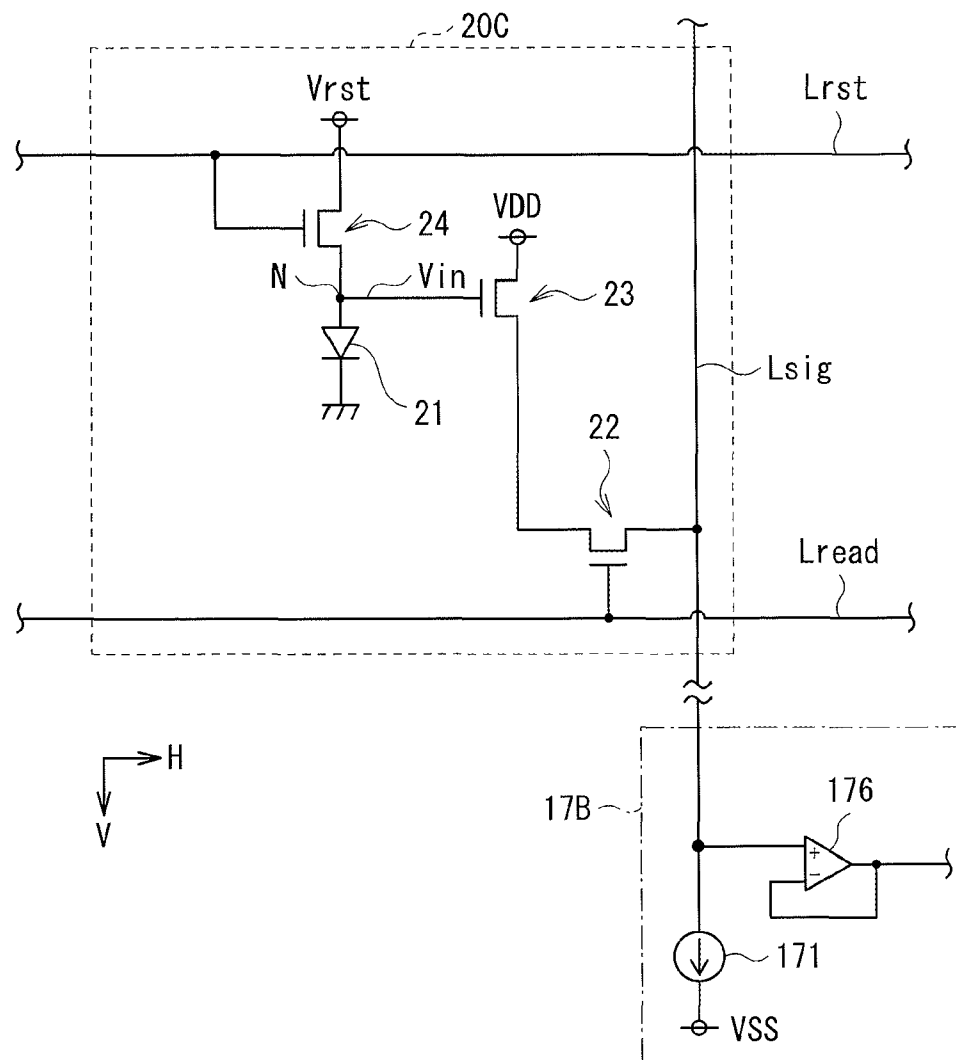 20C
Vrst
Lrst
24
VDD
N
Vin
23
Lsig
21
22
Lread
H
V
17B
176
+
−
171
VSS